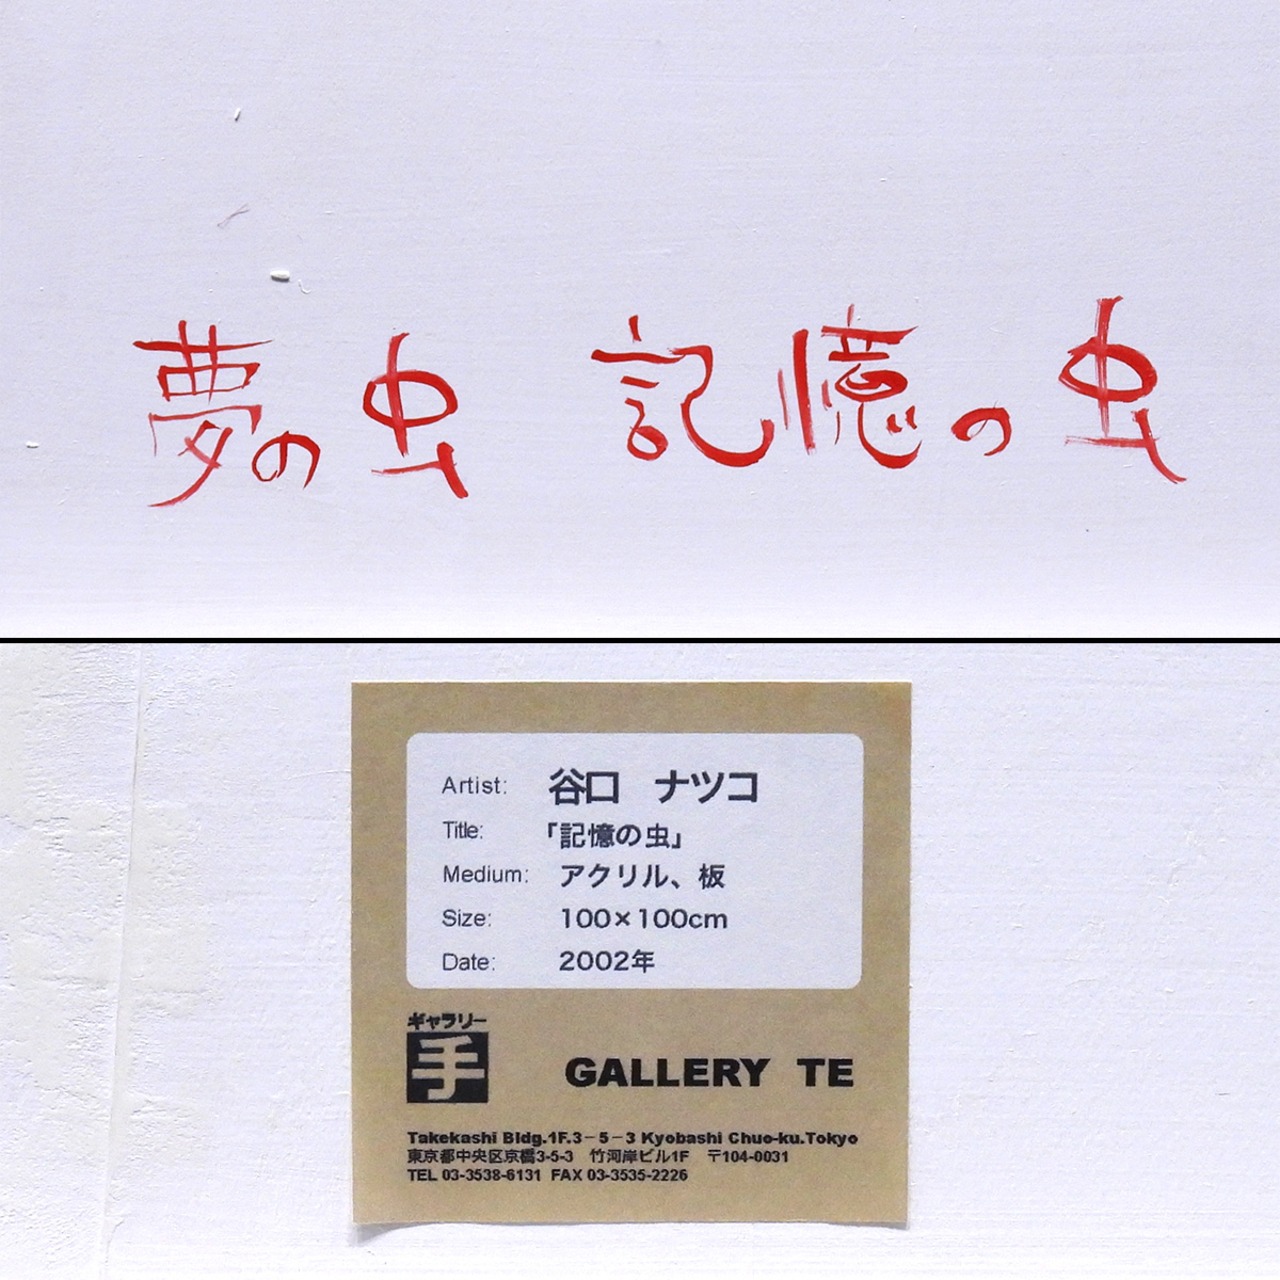 夢の虫 記憶の虫
Artist: 谷口 ナツコ
Title: 「記憶の虫」
Medium: アクリル、板
Size: 100×100cm
Date: 2002年
ギャラリー
手
GALLERY TE
Takekashi Bldg.1F.3-5-3 Kyobashi Chuo-ku.Tokyo
東京都中央区京橋3-5-3 竹河岸ビル1F 〒104-0031
TEL 03-3538-6131 FAX 03-3535-2226